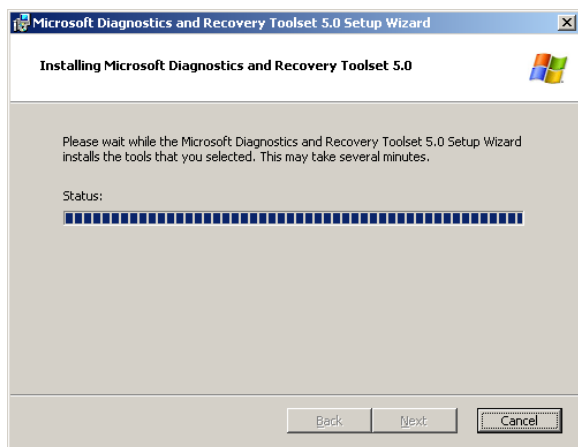 Microsoft Diagnostics and Recovery Toolset 5.0 Setup Wizard
Installing Microsoft Diagnostics and Recovery Toolset 5.0
Please wait while the Microsoft Diagnostics and Recovery Toolset 5.0 Setup Wizard
installs the tools that you selected. This may take several minutes.
Status:
Back Next Cancel